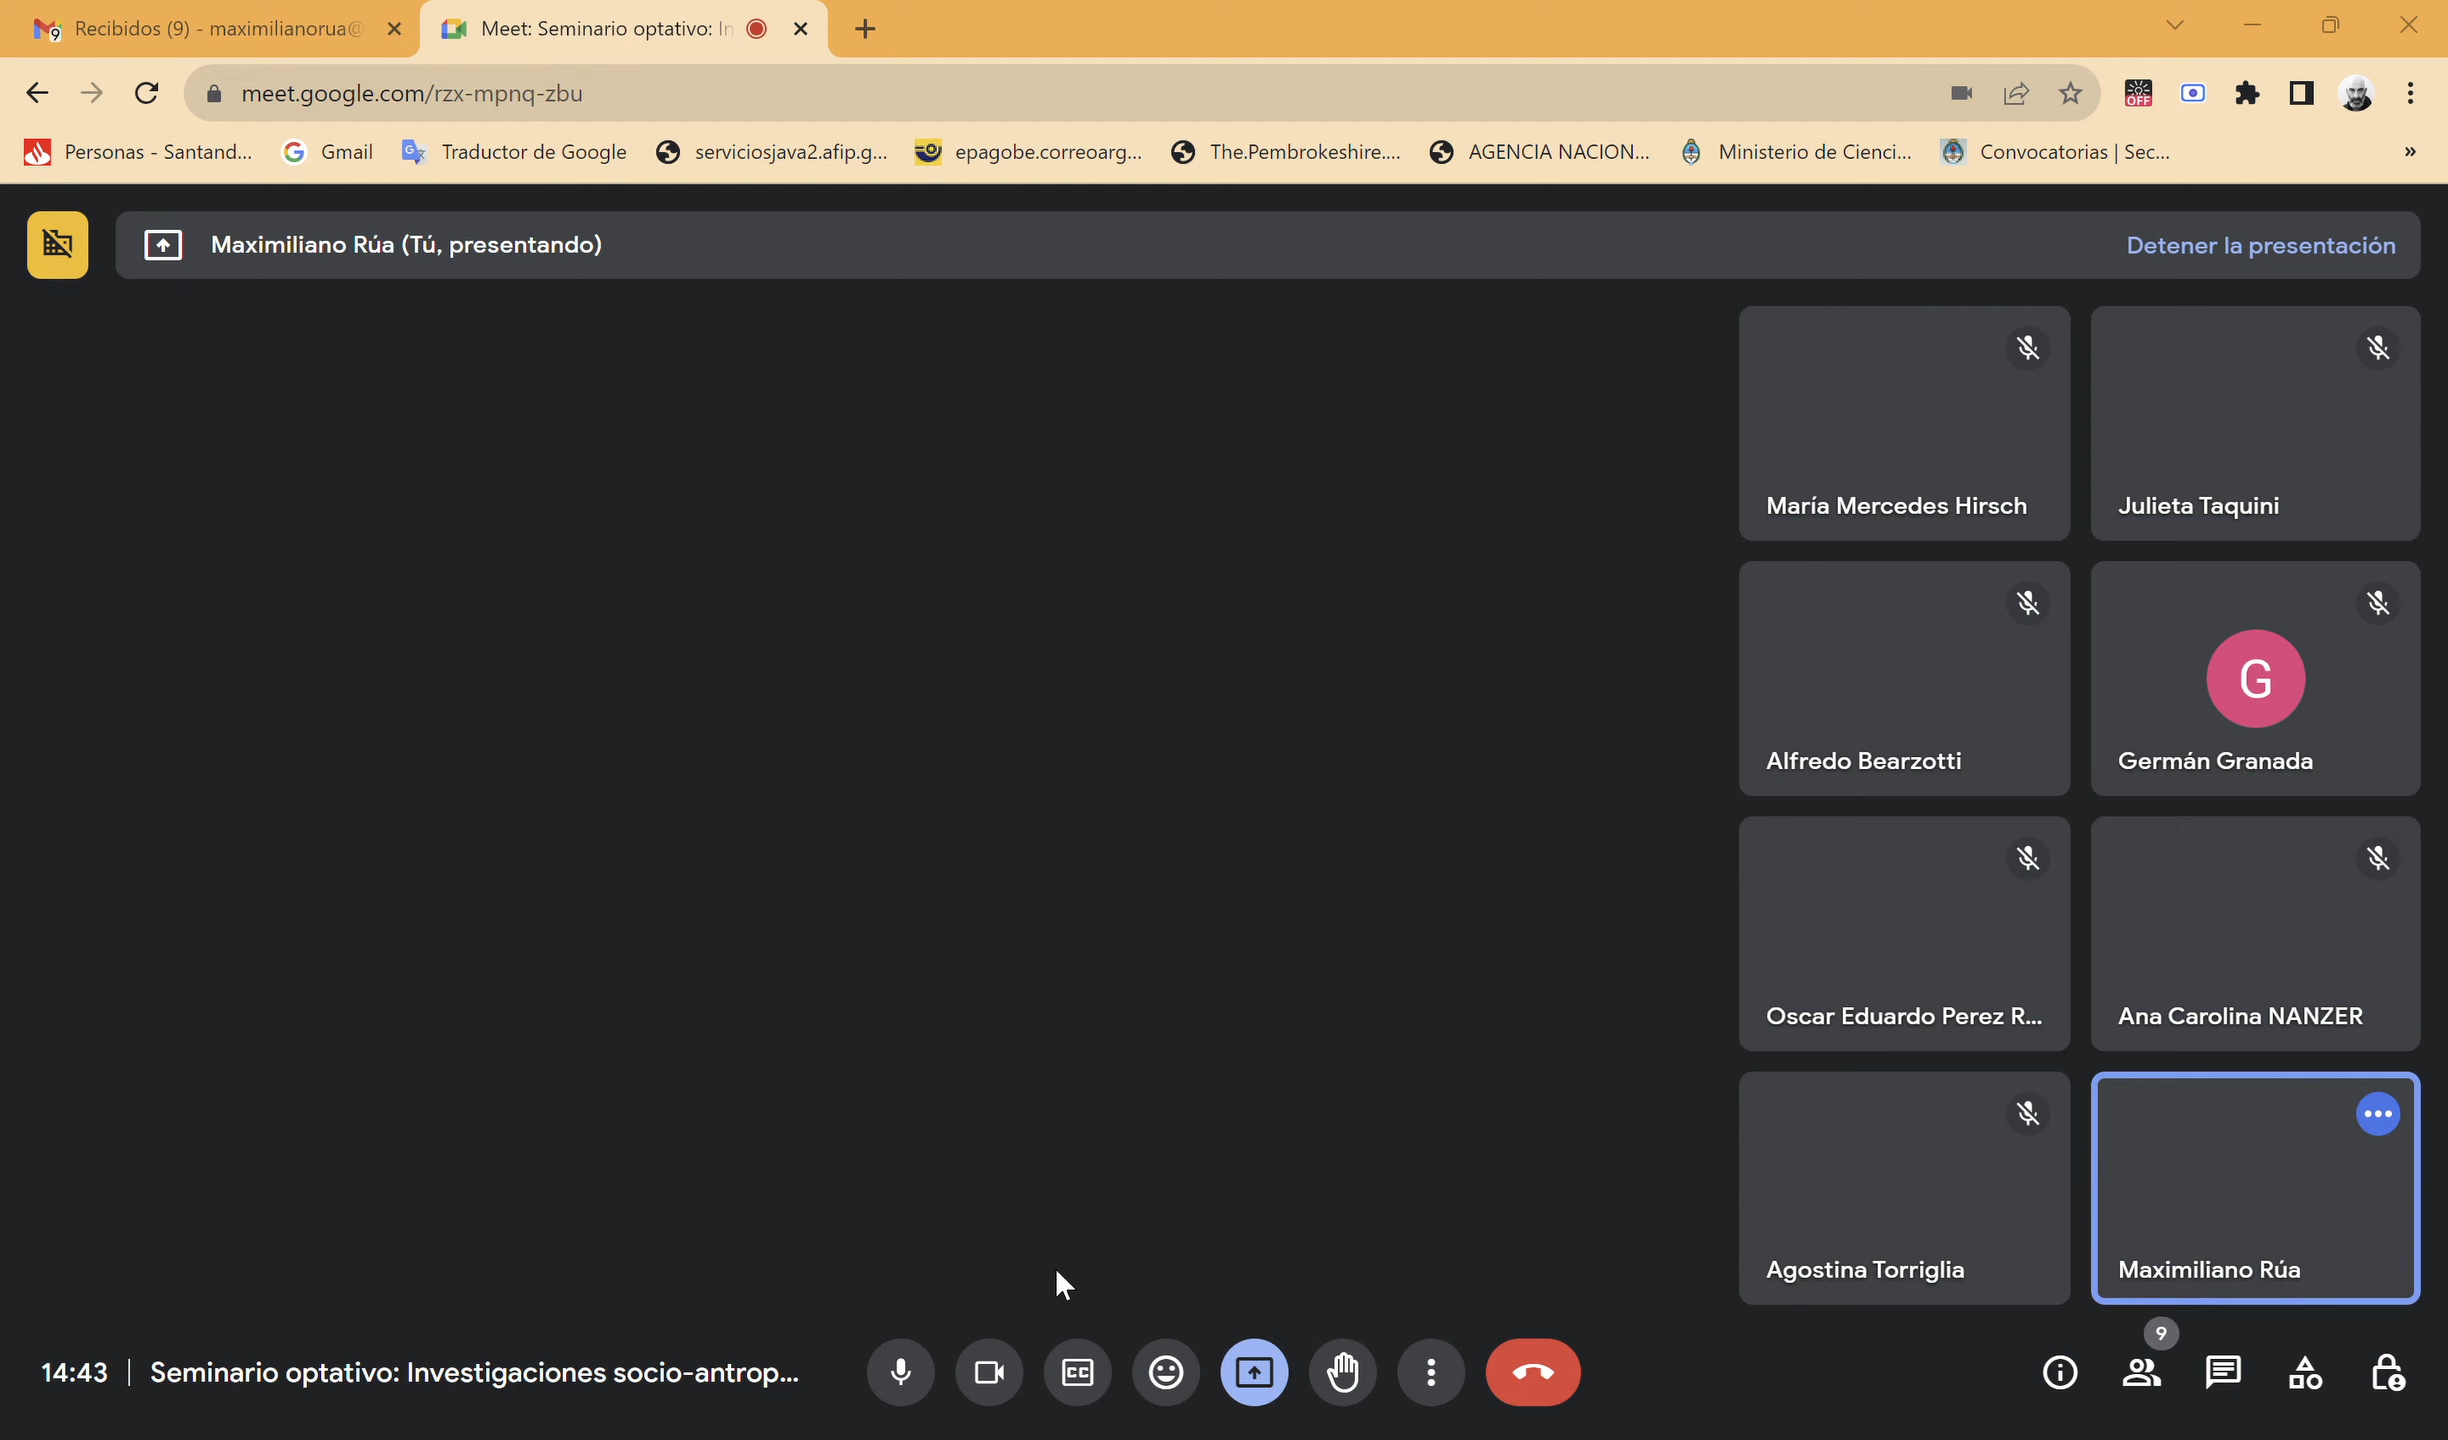 Recibidos (9) - maximilianorua@
Meet: Seminario optativo: In
meet.google.com/rzx-mpnq-zbu
OFF
Personas - Santand...
Gmail
Traductor de Google
serviciosjava2.afip.g...
epagobe.correoarg...
The.Pembrokeshire....
AGENCIA NACION...
Ministerio de Cienci...
Convocatorias | Sec...
»
Maximiliano Rúa (Tú, presentando)
Detener la presentación
María Mercedes Hirsch
Julieta Taquini
Alfredo Bearzotti
G
Germán Granada
Oscar Eduardo Perez R...
Ana Carolina NANZER
Agostina Torriglia
Maximiliano Rúa
9
14:43 | Seminario optativo: Investigaciones socio-antrop...
CC